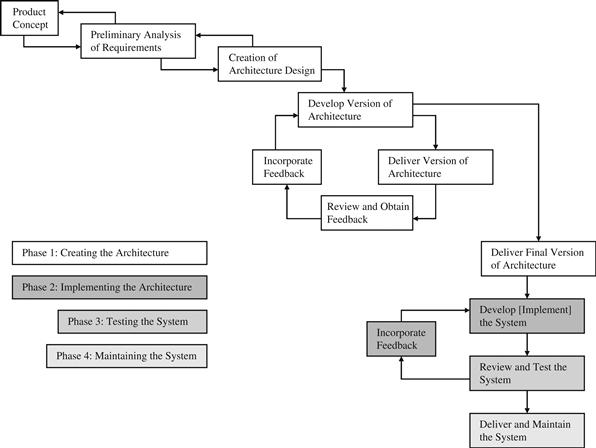 Product
Concept
Preliminary Analysis
of Requirements
Creation of
Architecture Design
Develop Version of
Architecture
Incorporate
Feedback
Deliver Version of
Architecture
Review and Obtain
Feedback
Phase 1: Creating the Architecture
Phase 2: Implementing the Architecture
Phase 3: Testing the System
Phase 4: Maintaining the System
Deliver Final Version
of Architecture
Develop [Implement]
the System
Incorporate
Feedback
Review and Test the
System
Deliver and Maintain
the System